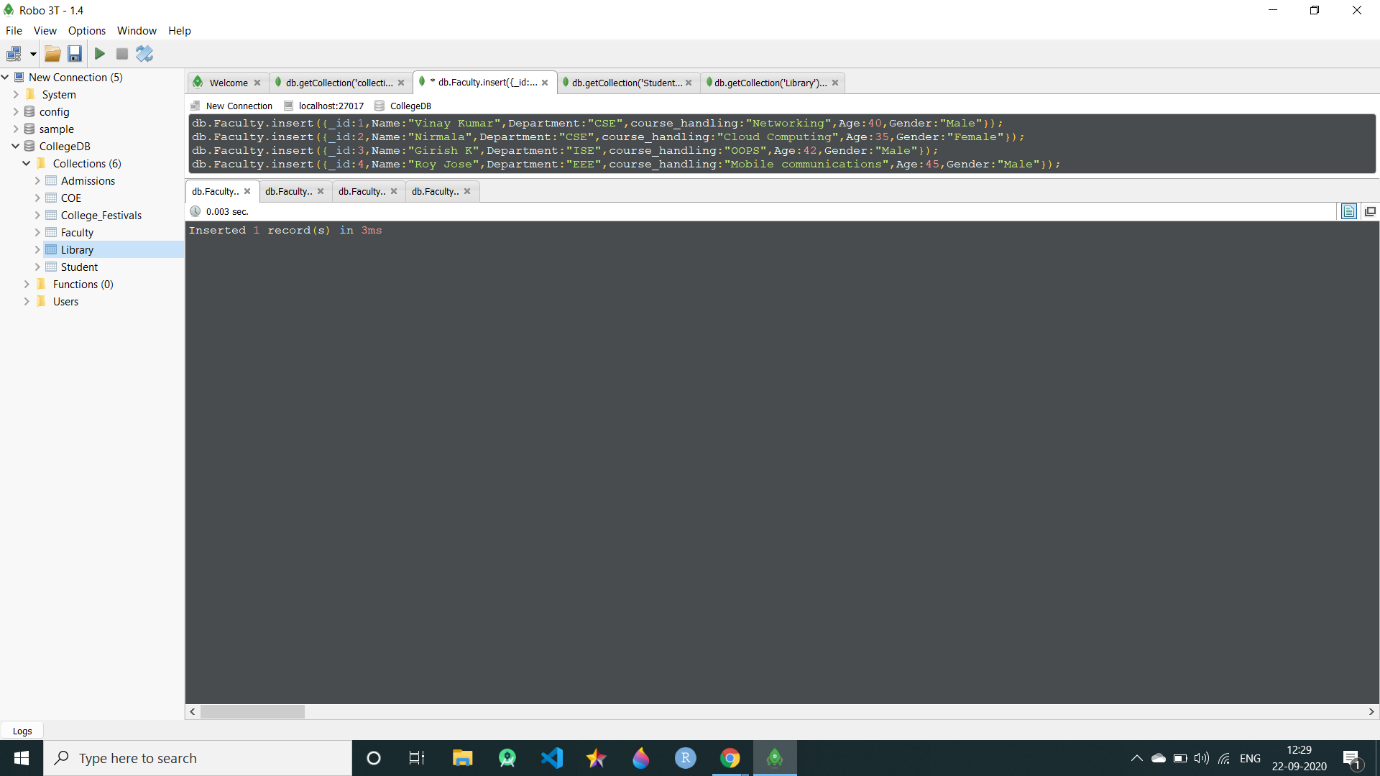 Robo 3T - 1.4
File View Options Window Help
New Connection (5)
System
config
sample
CollegeDB
Collections (6)
Admissions
COE
College_Festivals
Faculty
Library
Student
Functions (0)
Users
Welcome db.getCollection('collecti... * db.Faculty.insert({_id:... db.getCollection('Student... db.getCollection('Library')...
New Connection localhost:27017 CollegeDB
db.Faculty.insert({_id:1,Name:"Vinay Kumar",Department:"CSE",course_handling:"Networking",Age:40,Gender:"Male"});
db.Faculty.insert({_id:2,Name:"Nirmala",Department:"CSE",course_handling:"Cloud Computing",Age:35,Gender:"Female"});
db.Faculty.insert({_id:3,Name:"Girish K",Department:"ISE",course_handling:"OOPS",Age:42,Gender:"Male"});
db.Faculty.insert({_id:4,Name:"Roy Jose",Department:"EEE",course_handling:"Mobile communications",Age:45,Gender:"Male"});
db.Faculty.. db.Faculty.. db.Faculty.. db.Faculty..
0.003 sec.
Inserted 1 record(s) in 3ms
Logs
Type here to search
R
ENG
12:29
22-09-2020
1